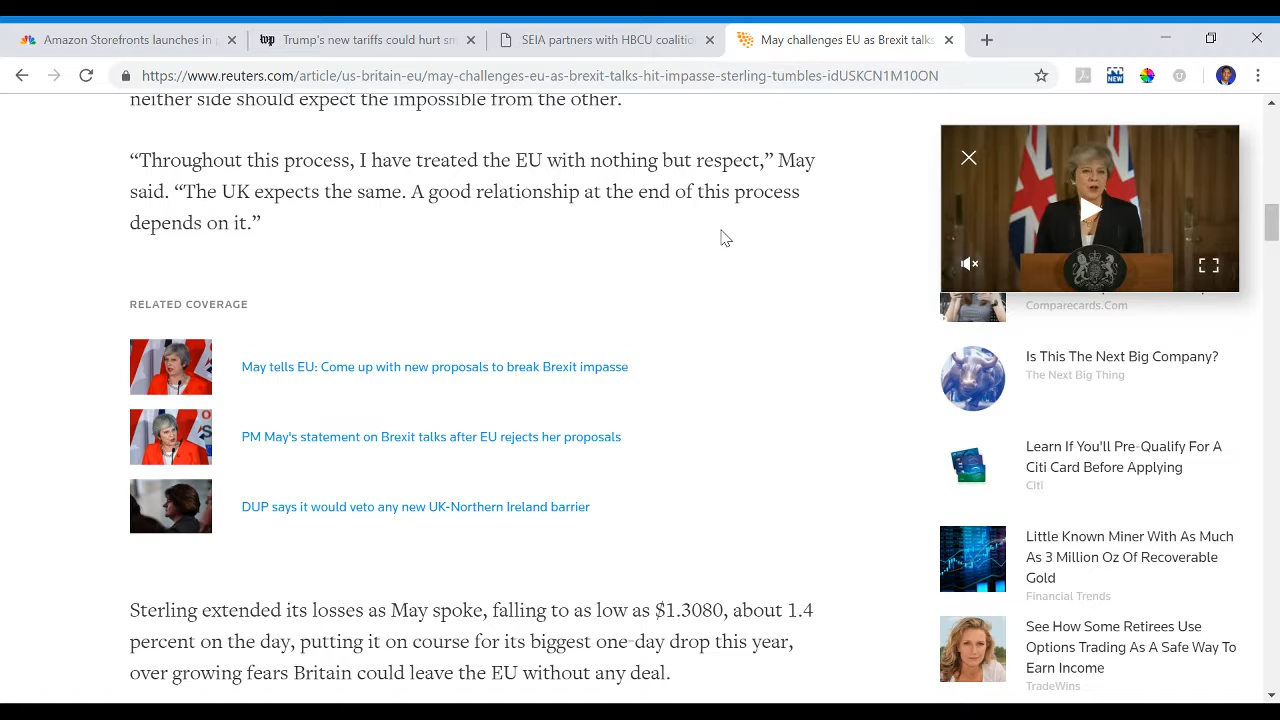 Amazon Storefronts launches in
Trump's new tariffs could hurt sm
SEIA partners with HBCU coalitio
May challenges EU as Brexit talks
https://www.reuters.com/article/us-britain-eu/may-challenges-eu-as-brexit-talks-hit-impasse-sterling-tumbles-idUSKCN1M10ON
NEW
neither side should expect the impossible from the other.
“Throughout this process, I have treated the EU with nothing but respect,” May
said. “The UK expects the same. A good relationship at the end of this process
depends on it.”
RELATED COVERAGE
May tells EU: Come up with new proposals to break Brexit impasse
PM May's statement on Brexit talks after EU rejects her proposals
DUP says it would veto any new UK-Northern Ireland barrier
Sterling extended its losses as May spoke, falling to as low as $1.3080, about 1.4
percent on the day, putting it on course for its biggest one-day drop this year,
over growing fears Britain could leave the EU without any deal.
Comparecards.Com
Is This The Next Big Company?
The Next Big Thing
Learn If You'll Pre-Qualify For A
Citi Card Before Applying
Citi
Little Known Miner With As Much
As 3 Million Oz Of Recoverable
Gold
Financial Trends
See How Some Retirees Use
Options Trading As A Safe Way To
Earn Income
TradeWins